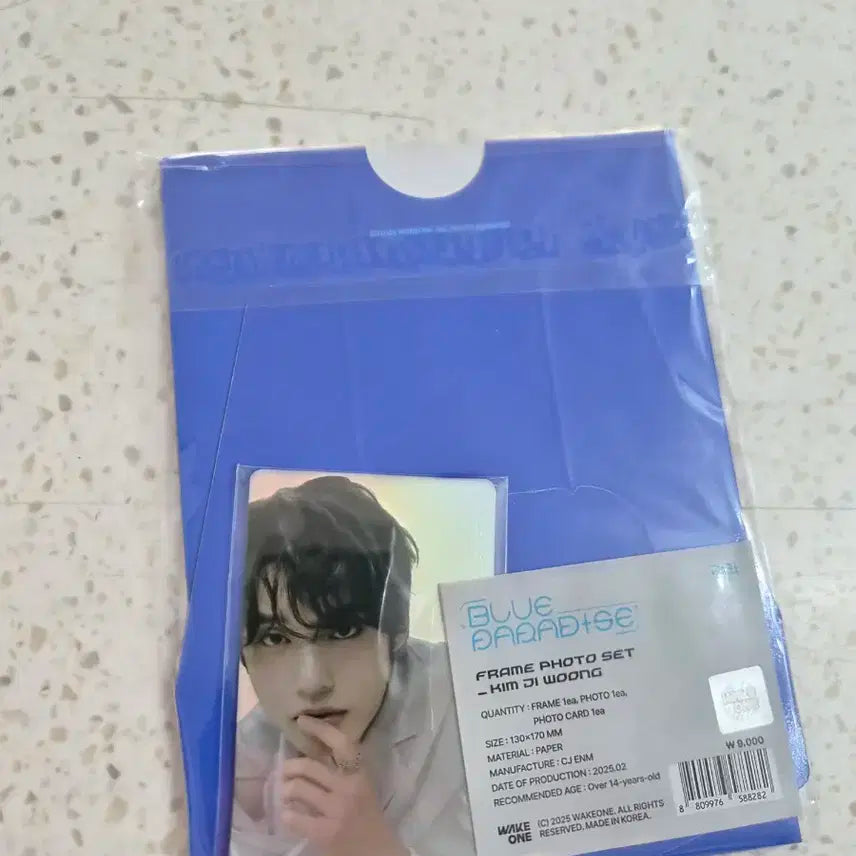 BLUE
PARADISE
FRAME PHOTO SET
_ KIM JI WOONG
QUANTITY : FRAME 1ea, PHOTO 1ea,
PHOTO CARD 1ea
SIZE : 130×170 MM
MATERIAL : PAPER
MANUFACTURE : CJ ENM
DATE OF PRODUCTION : 2025.02
RECOMMENDED AGE : Over 14-years-old
₩ 9,000
8 809976 588282
WAKE
ONE
(C) 2025 WAKEONE. ALL RIGHTS
RESERVED. MADE IN KOREA.